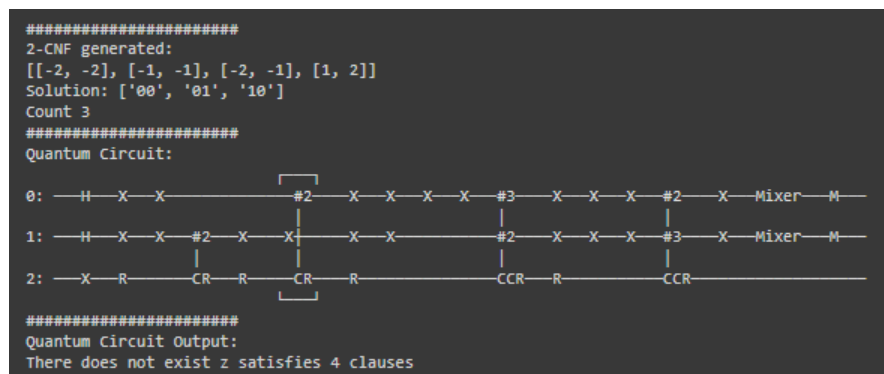 #######################
2-CNF generated:
[[-2, -2], [-1, -1], [-2, -1], [1, 2]]
Solution: ['00', '01', '10']
Count 3
#######################
Quantum Circuit:
┌──┐
0: ───H───X───X──────────────#2────X───X───X───X───#3────X───X───X───#2────X───Mixer───M───
1: ───H───X───X───#2───X────X┼─────X───X───────────#2────X───X───X───#3────X───Mixer───M───
2: ───X───R───────CR───R─────CR────R───────────────CCR───R───────────CCR───────────────────
└──┘
#######################
Quantum Circuit Output:
There does not exist z satisfies 4 clauses